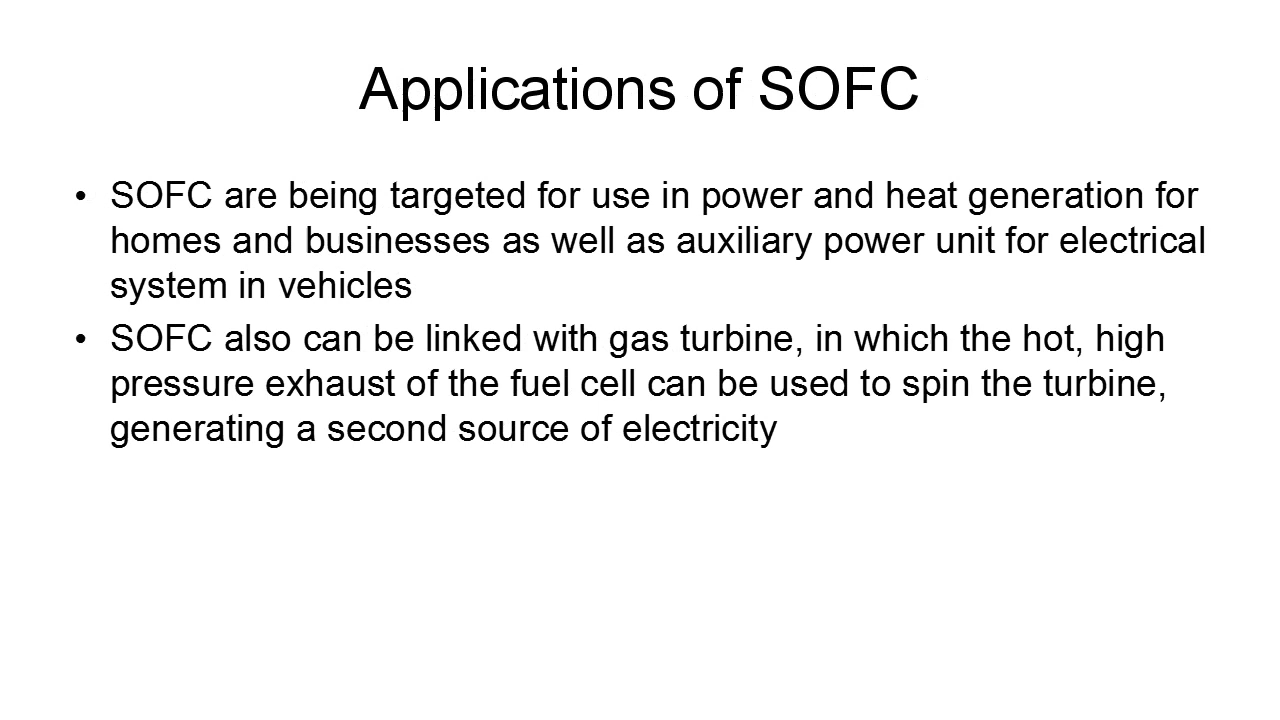 Applications of SOFC
• SOFC are being targeted for use in power and heat generation for
homes and businesses as well as auxiliary power unit for electrical
system in vehicles
• SOFC also can be linked with gas turbine, in which the hot, high
pressure exhaust of the fuel cell can be used to spin the turbine,
generating a second source of electricity